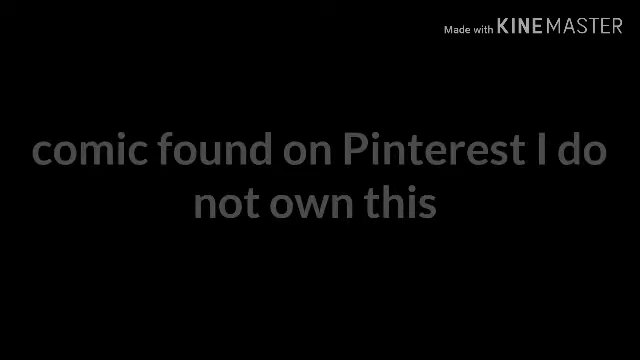 Made with KINEMASTER
comic found on Pinterest I do
not own this